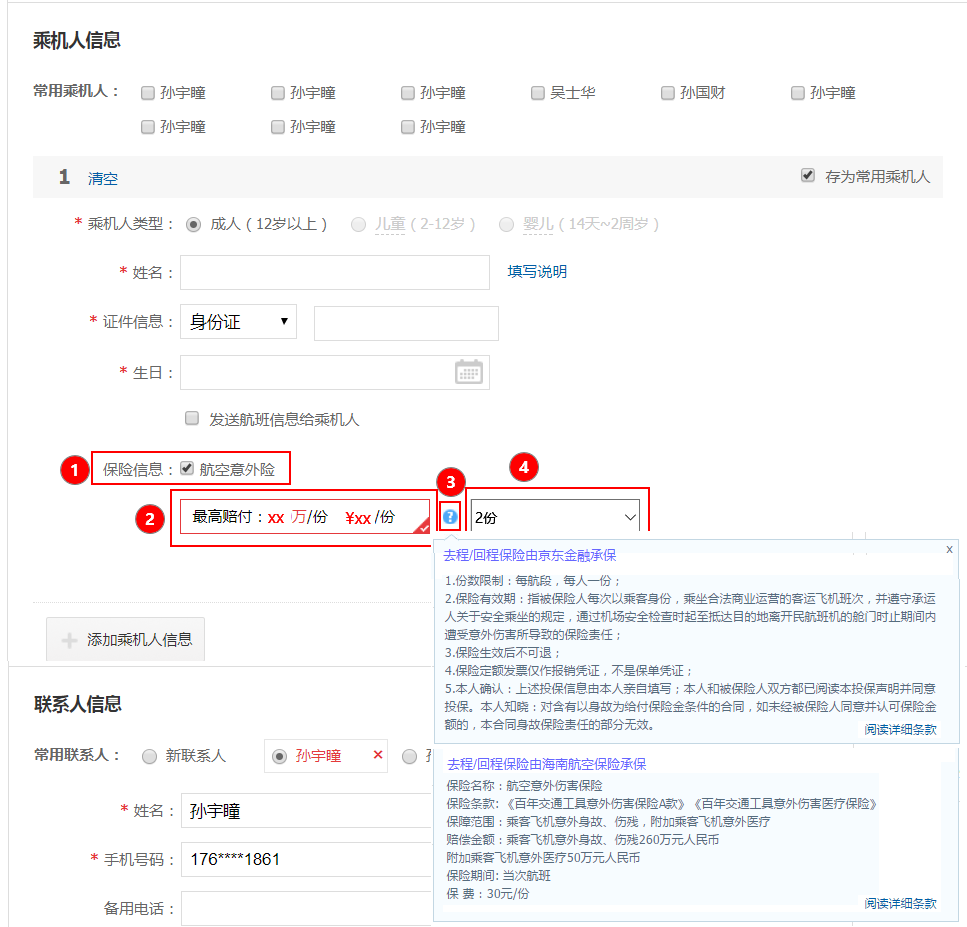 乘机人信息
常用乘机人： 孙宇瞳 孙宇瞳 孙宇瞳 吴士华 孙国财 孙宇瞳
孙宇瞳 孙宇瞳 孙宇瞳
1 清空 存为常用乘机人
* 乘机人类型： 成人（12岁以上） 儿童（2-12岁） 婴儿（14天~2周岁）
* 姓名： 填写说明
* 证件信息： 身份证
* 生日：
发送航班信息给乘机人
1 保险信息： 航空意外险
2 最高赔付：xx 万/份 ¥xx /份 3 ? 4 2份
去程/回程保险由京东金融承保 x
1.份数限制：每航段，每人一份；
2.保险有效期：指被保险人每次以乘客身份，乘坐合法商业运营的客运飞机班次，并遵守承运
人关于安全乘坐的规定，通过机场安全检查时起至抵达目的地离开民航班机的舱门时止期间内
遭受意外伤害所导致的保险责任；
3.保险生效后不可退；
4.保险定额发票仅作报销凭证，不是保单凭证；
5.本人确认：上述投保信息由本人亲自填写；本人和被保险人双方都已阅读本投保声明并同意
投保。本人知晓：对含有以身故为给付保险金条件的合同，如未经被保险人同意并认可保险金
额的，本合同身故保险责任的部分无效。
阅读详细条款
添加乘机人信息
联系人信息
常用联系人： 新联系人 孙宇瞳 ×
* 姓名： 孙宇瞳
* 手机号码： 176****1861
备用电话：
去程/回程保险由海南航空保险承保
保险名称：航空意外伤害保险
保险条款: 《百年交通工具意外伤害保险A款》《百年交通工具意外伤害医疗保险》
保障范围：乘客飞机意外身故、伤残，附加乘客飞机意外医疗
赔偿金额：乘客飞机意外身故、伤残260万元人民币
附加乘客飞机意外医疗50万元人民币
保险期间: 当次航班
保 费：30元/份
阅读详细条款